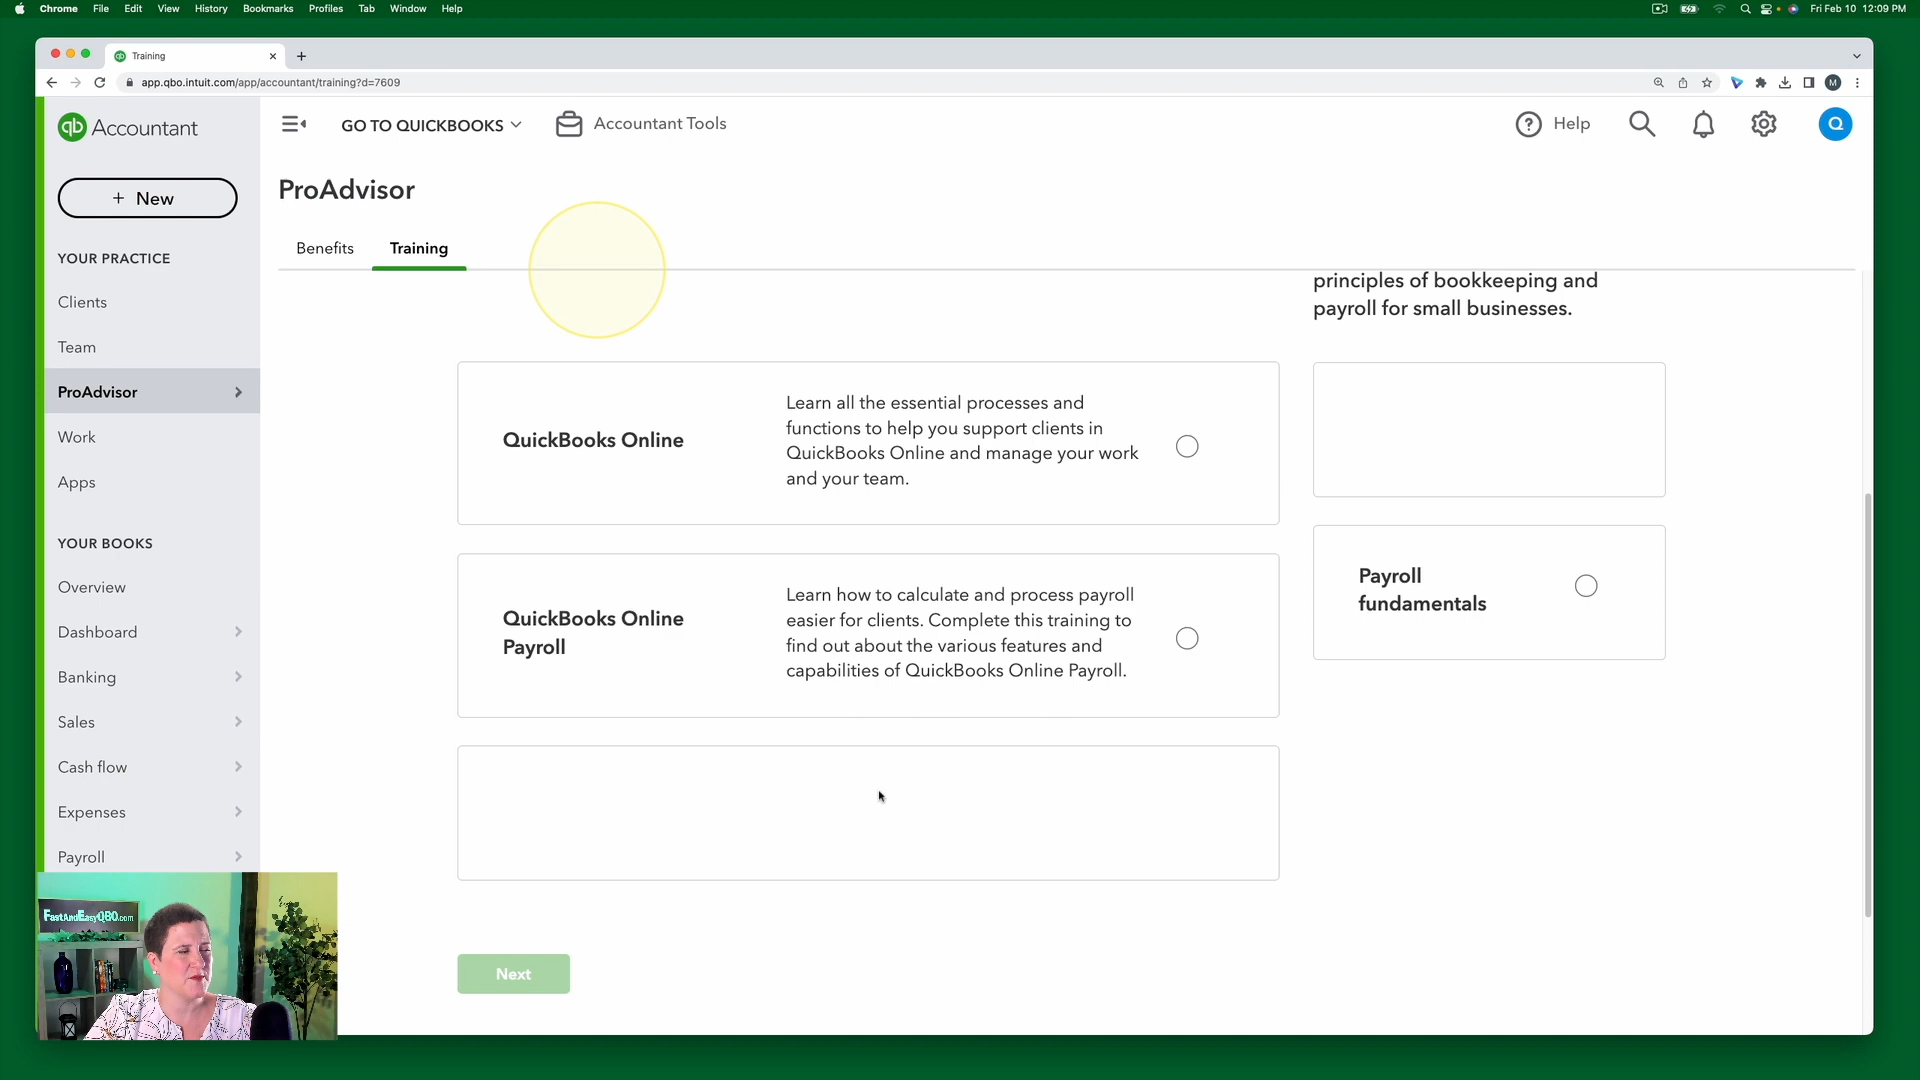 Chrome File Edit View History Bookmarks Profiles Tab Window Help
Fri Feb 10 12:09 PM
Training
app.qbo.intuit.com/app/accountant/training?d=7609
M
qb Accountant
GO TO QUICKBOOKS
Accountant Tools
Help
Q
+ New
ProAdvisor
Benefits
Training
YOUR PRACTICE
Clients
Team
ProAdvisor
Work
Apps
YOUR BOOKS
Overview
Dashboard
Banking
Sales
Cash flow
Expenses
Payroll
principles of bookkeeping and
payroll for small businesses.
QuickBooks Online
Learn all the essential processes and
functions to help you support clients in
QuickBooks Online and manage your work
and your team.
QuickBooks Online
Payroll
Learn how to calculate and process payroll
easier for clients. Complete this training to
find out about the various features and
capabilities of QuickBooks Online Payroll.
Payroll
fundamentals
Next
FastAndEasyQBO.com